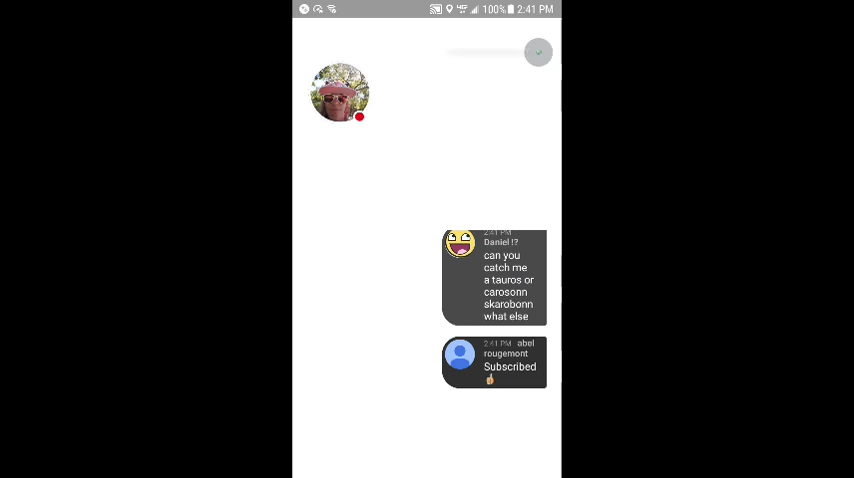 100% 2:41 PM
2:41 PM
Daniel !?
can you
catch me
a tauros or
carosonn
skarobonn
what else
2:41 PM abel
rougemont
Subscribed